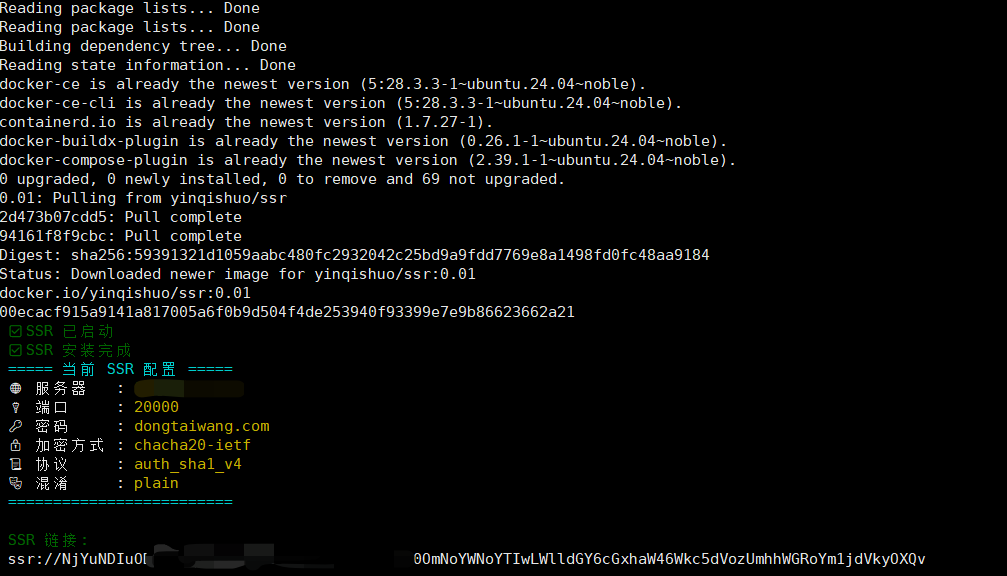 Reading package lists... Done
Reading package lists... Done
Building dependency tree... Done
Reading state information... Done
docker-ce is already the newest version (5:28.3.3-1~ubuntu.24.04~noble).
docker-ce-cli is already the newest version (5:28.3.3-1~ubuntu.24.04~noble).
containerd.io is already the newest version (1.7.27-1).
docker-buildx-plugin is already the newest version (0.26.1-1~ubuntu.24.04~noble).
docker-compose-plugin is already the newest version (2.39.1-1~ubuntu.24.04~noble).
0 upgraded, 0 newly installed, 0 to remove and 69 not upgraded.
0.01: Pulling from yinqishuo/ssr
2d473b07cdd5: Pull complete
94161f8f9cbc: Pull complete
Digest: sha256:59391321d1059aabc480fc2932042c25bd9a9fdd7769e8a1498fd0fc48aa9184
Status: Downloaded newer image for yinqishuo/ssr:0.01
docker.io/yinqishuo/ssr:0.01
00ecacf915a9141a817005a6f0b9d504f4de253940f93399e7e9b86623662a21
SSR 已启动
SSR 安装完成
===== 当前 SSR 配置 =====
服务器 :
端口 : 20000
密码 : dongtaiwang.com
加密方式 : chacha20-ietf
协议 : auth_sha1_v4
混淆 : plain
=========================
SSR 链接：
ssr://NjYuNDIuO 0OmNoYWNoYTIwLWlldGY6cGxhaW46Wkc5dVozUmhhWGRoYm1jdVkyOXQv